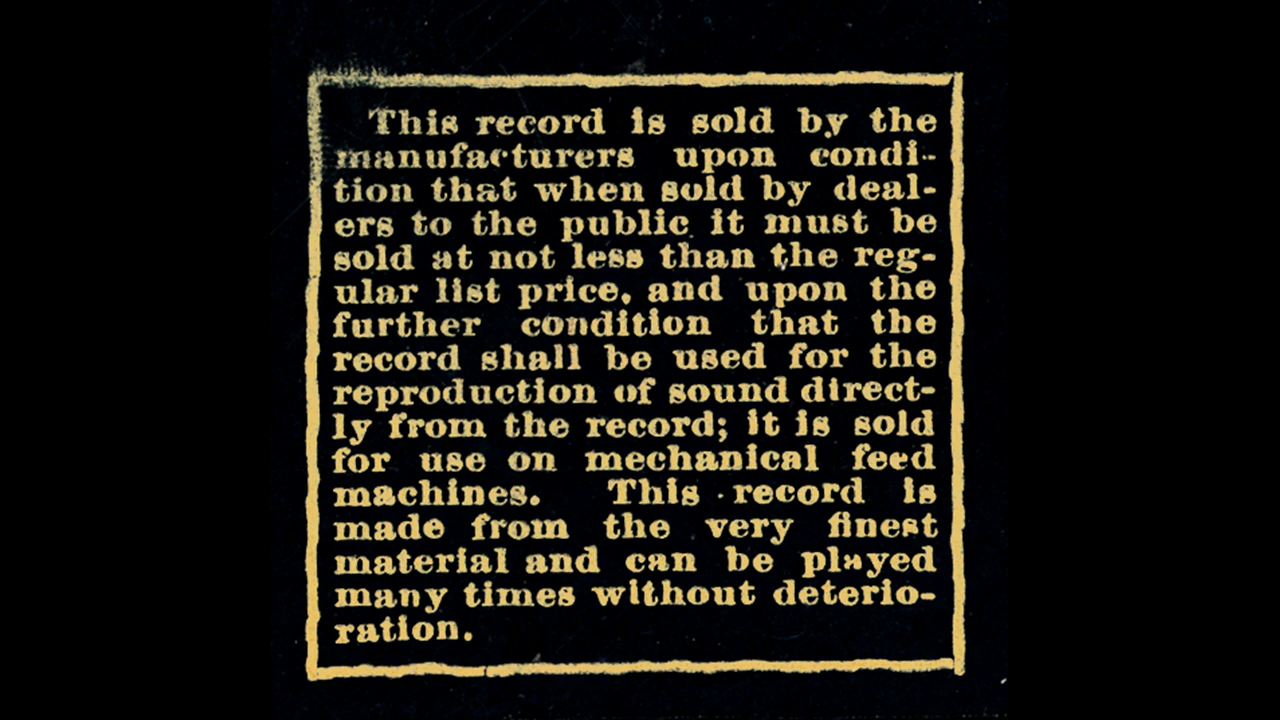 This record is sold by the
manufacturers upon condi-
tion that when sold by deal-
ers to the public it must be
sold at not less than the reg-
ular list price, and upon the
further condition that the
record shall be used for the
reproduction of sound direct-
ly from the record; it is sold
for use on mechanical feed
machines. This record is
made from the very finest
material and can be played
many times without deterio-
ration.